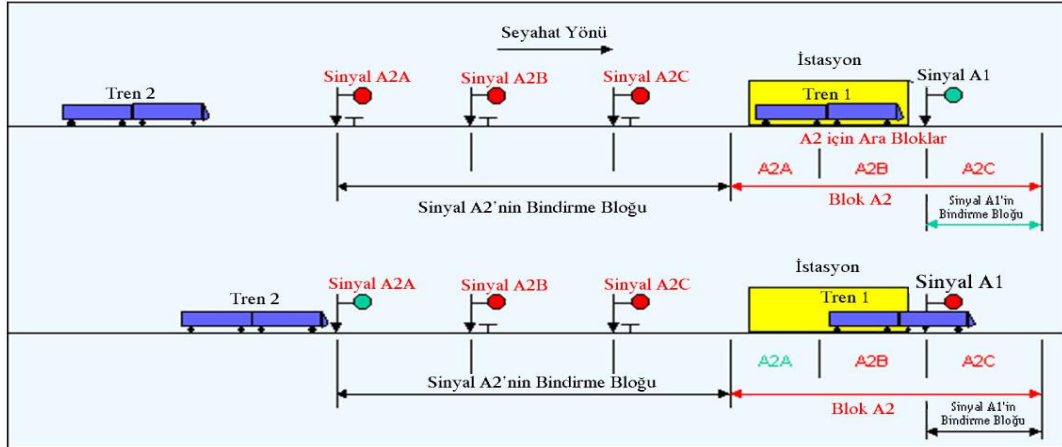 Seyahat Yönü
İstasyon
Sinyal A2A
Sinyal A2B
Sinyal A2C
Sinyal A1
Tren 2
Tren 1
A2 için Ara Bloklar
A2A
A2B
A2C
Sinyal A2'nin Bindirme Bloğu
Blok A2
Sinyal A1'in
Bindirme Bloğu
İstasyon
Sinyal A2A
Sinyal A2B
Sinyal A2C
Sinyal A1
Tren 2
Tren 1
A2A
A2B
A2C
Sinyal A2'nin Bindirme Bloğu
Blok A2
Sinyal A1'in
Bindirme Bloğu